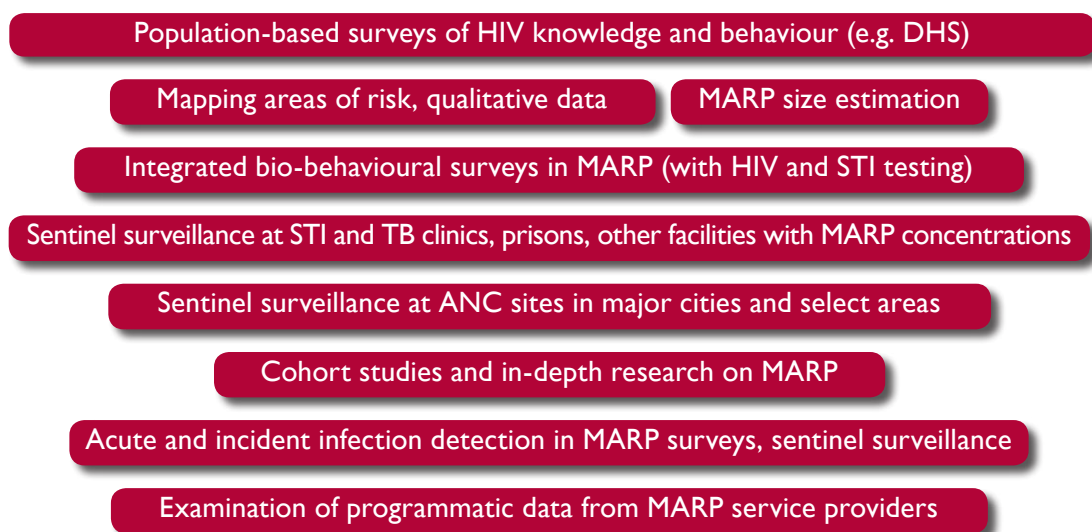 Population-based surveys of HIV knowledge and behaviour (e.g. DHS)
Mapping areas of risk, qualitative data
MARP size estimation
Integrated bio-behavioural surveys in MARP (with HIV and STI testing)
Sentinel surveillance at STI and TB clinics, prisons, other facilities with MARP concentrations
Sentinel surveillance at ANC sites in major cities and select areas
Cohort studies and in-depth research on MARP
Acute and incident infection detection in MARP surveys, sentinel surveillance
Examination of programmatic data from MARP service providers